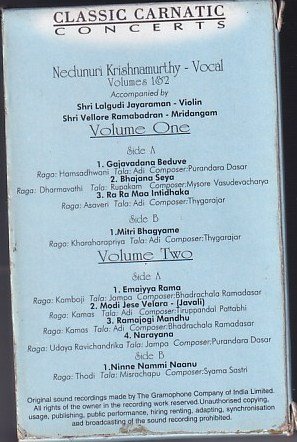 CLASSIC CARNATIC
CONCERTS
Nedunuri Krishnamurthy - Vocal
Volumes 1&2
Accompanied by
Shri Lalgudi Jayaraman - Violin
Shri Vellore Ramabadran - Mridangam
Volume One
Side A
1. Gajavadana Beduve
Raga: Hamsadhwani Tala: Adi Composer:Purandara Dasar
2. Bhajana Seya
Raga: Dharmavathi Tala: Rupakam Composer:Mysore Vasudevacharya
3. Ra Ra Maa Intidhaka
Raga: Asaveri Tala: Adi Composer:Thygarajar
Side B
1.Mitri Bhagyame
Raga: Kharaharapriya Tala: Adi Composer:Thygarajar
Volume Two
Side A
1. Emaiyya Rama
Raga: Kamboji Tala: Jampa Composer:Bhadrachala Ramadasar
2. Modi Jese Velara - (Javali)
Raga: Kamas Tala: Adi Composer:Tiruppandal Pattabhi
3. Ramajogi Mandhu
Raga: Kamas Tala: Adi Composer:Bhadrachala Ramadasar
4. Narayana
Raga: Udaya Ravichandrika Tala: Jampa Composer:Purandara Dasar
Side B
1.Ninne Nammi Naanu
Raga: Thodi Tala: Misrachapu Composer:Syama Sastri
Original sound recordings made by The Gramophone Company of India Limited.
All rights of the owner in the recording work reserved.Unauthorised copying,
usage, publishing, public performance, hiring renting, adapting, synchronisation
and broadcasting of the sound recording prohibited.